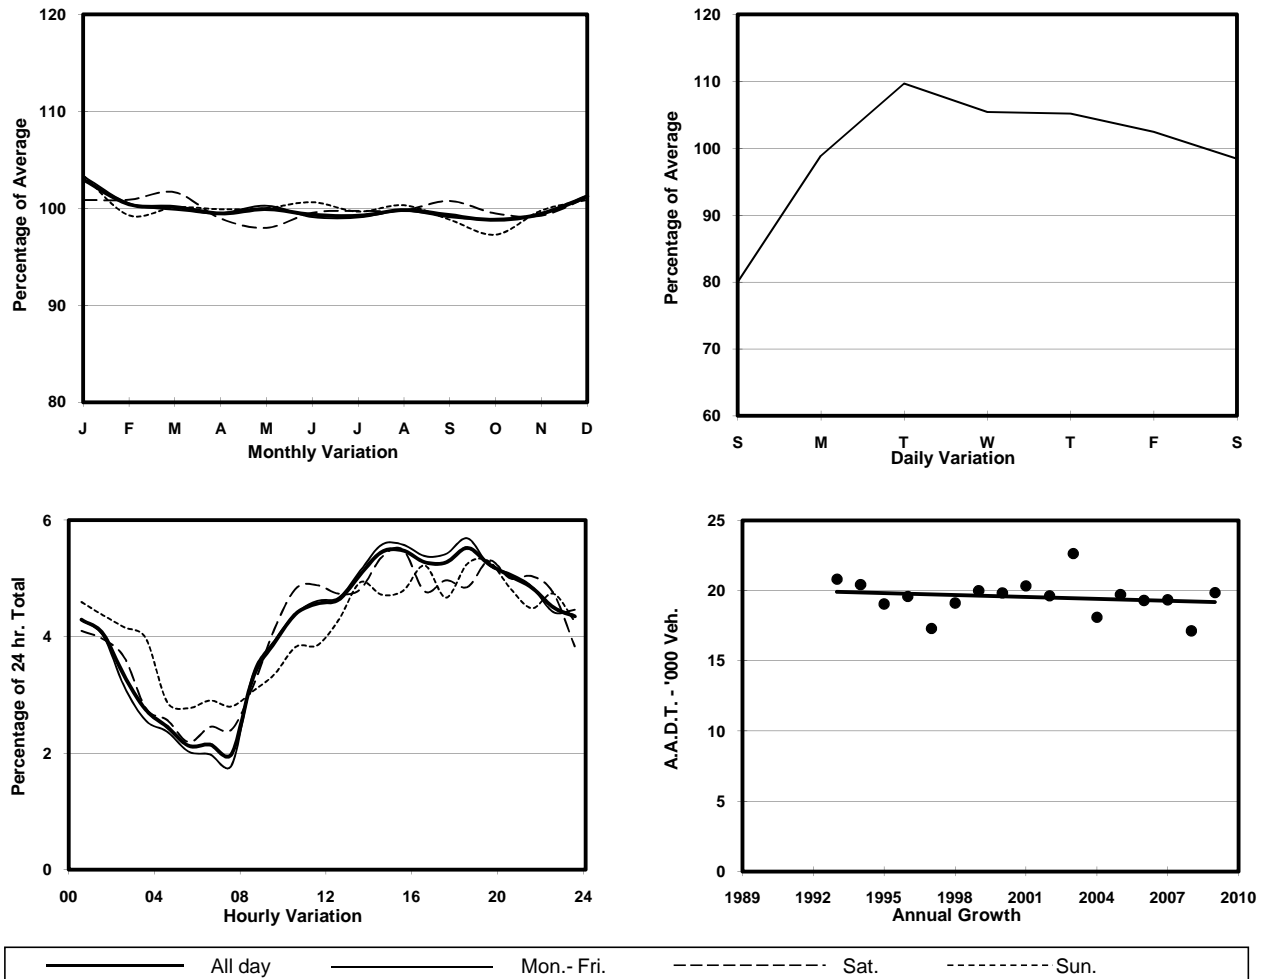 120
110
100
90
80
Percentage of Average
J F M A M J J A S O N D
Monthly Variation
120
110
100
90
80
70
60
Percentage of Average
S M T W T F S
Daily Variation
6
4
2
0
Percentage of 24 hr. Total
00 04 08 12 16 20 24
Hourly Variation
25
20
15
10
5
0
A.A.D.T. - '000 Veh.
1989 1992 1995 1998 2001 2004 2007 2010
Annual Growth
All day Mon.- Fri. Sat. Sun.